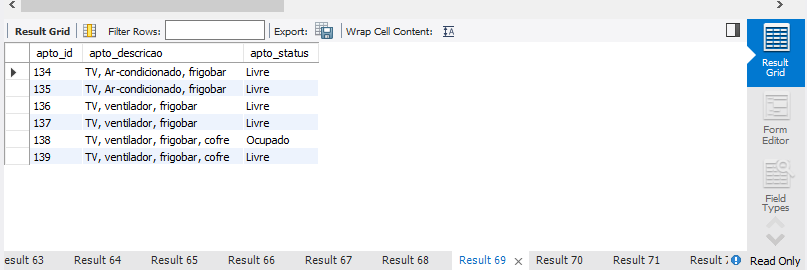 Result Grid Filter Rows: Export: Wrap Cell Content: IA
apto_id apto_descricao apto_status
134 TV, Ar-condicionado, frigobar Livre
135 TV, Ar-condicionado, frigobar Livre
136 TV, ventilador, frigobar Livre
137 TV, ventilador, frigobar Livre
138 TV, ventilador, frigobar, cofre Ocupado
139 TV, ventilador, frigobar, cofre Livre
Result
Grid
Form
Editor
Field
Types
esult 63 Result 64 Result 65 Result 66 Result 67 Result 68 Result 69 Result 70 Result 71 Result Read Only